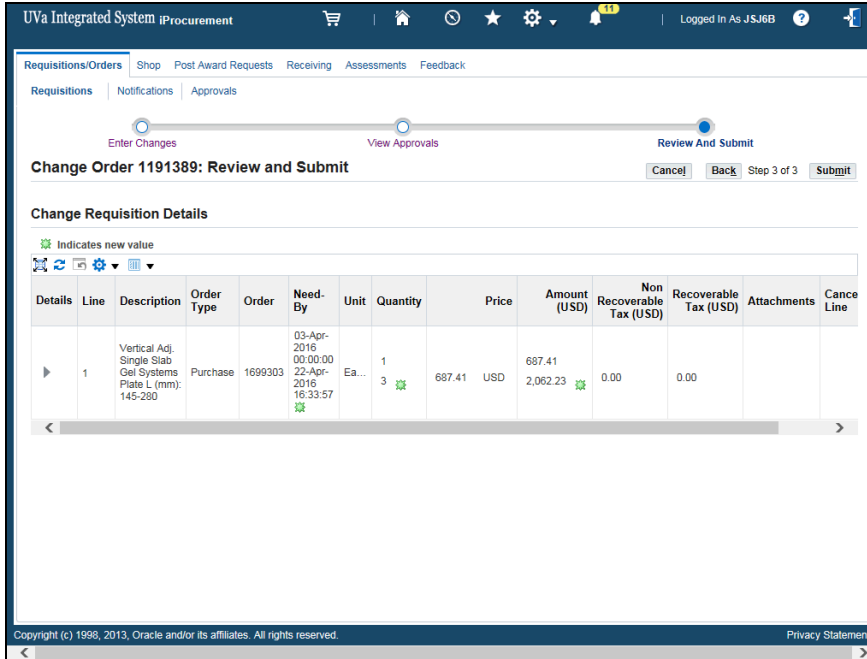 UVa Integrated System iProcurement
11
Logged In As JSJ6B
?
Requisitions/Orders Shop Post Award Requests Receiving Assessments Feedback
Requisitions Notifications Approvals
Enter Changes View Approvals Review And Submit
Change Order 1191389: Review and Submit
Cancel Back Step 3 of 3 Submit
Change Requisition Details
Indicates new value
Details Line Description Order Type Order Need-By Unit Quantity Price Amount (USD) Non Recoverable Tax (USD) Recoverable Tax (USD) Attachments Cance Line
1 Vertical Adj. Single Slab Gel Systems Plate L (mm): 145-280 Purchase 1699303 03-Apr-2016 00:00:00 22-Apr-2016 16:33:57 Ea... 1 3 687.41 USD 687.41 2,062.23 0.00 0.00
Copyright (c) 1998, 2013, Oracle and/or its affiliates. All rights reserved.
Privacy Statemen